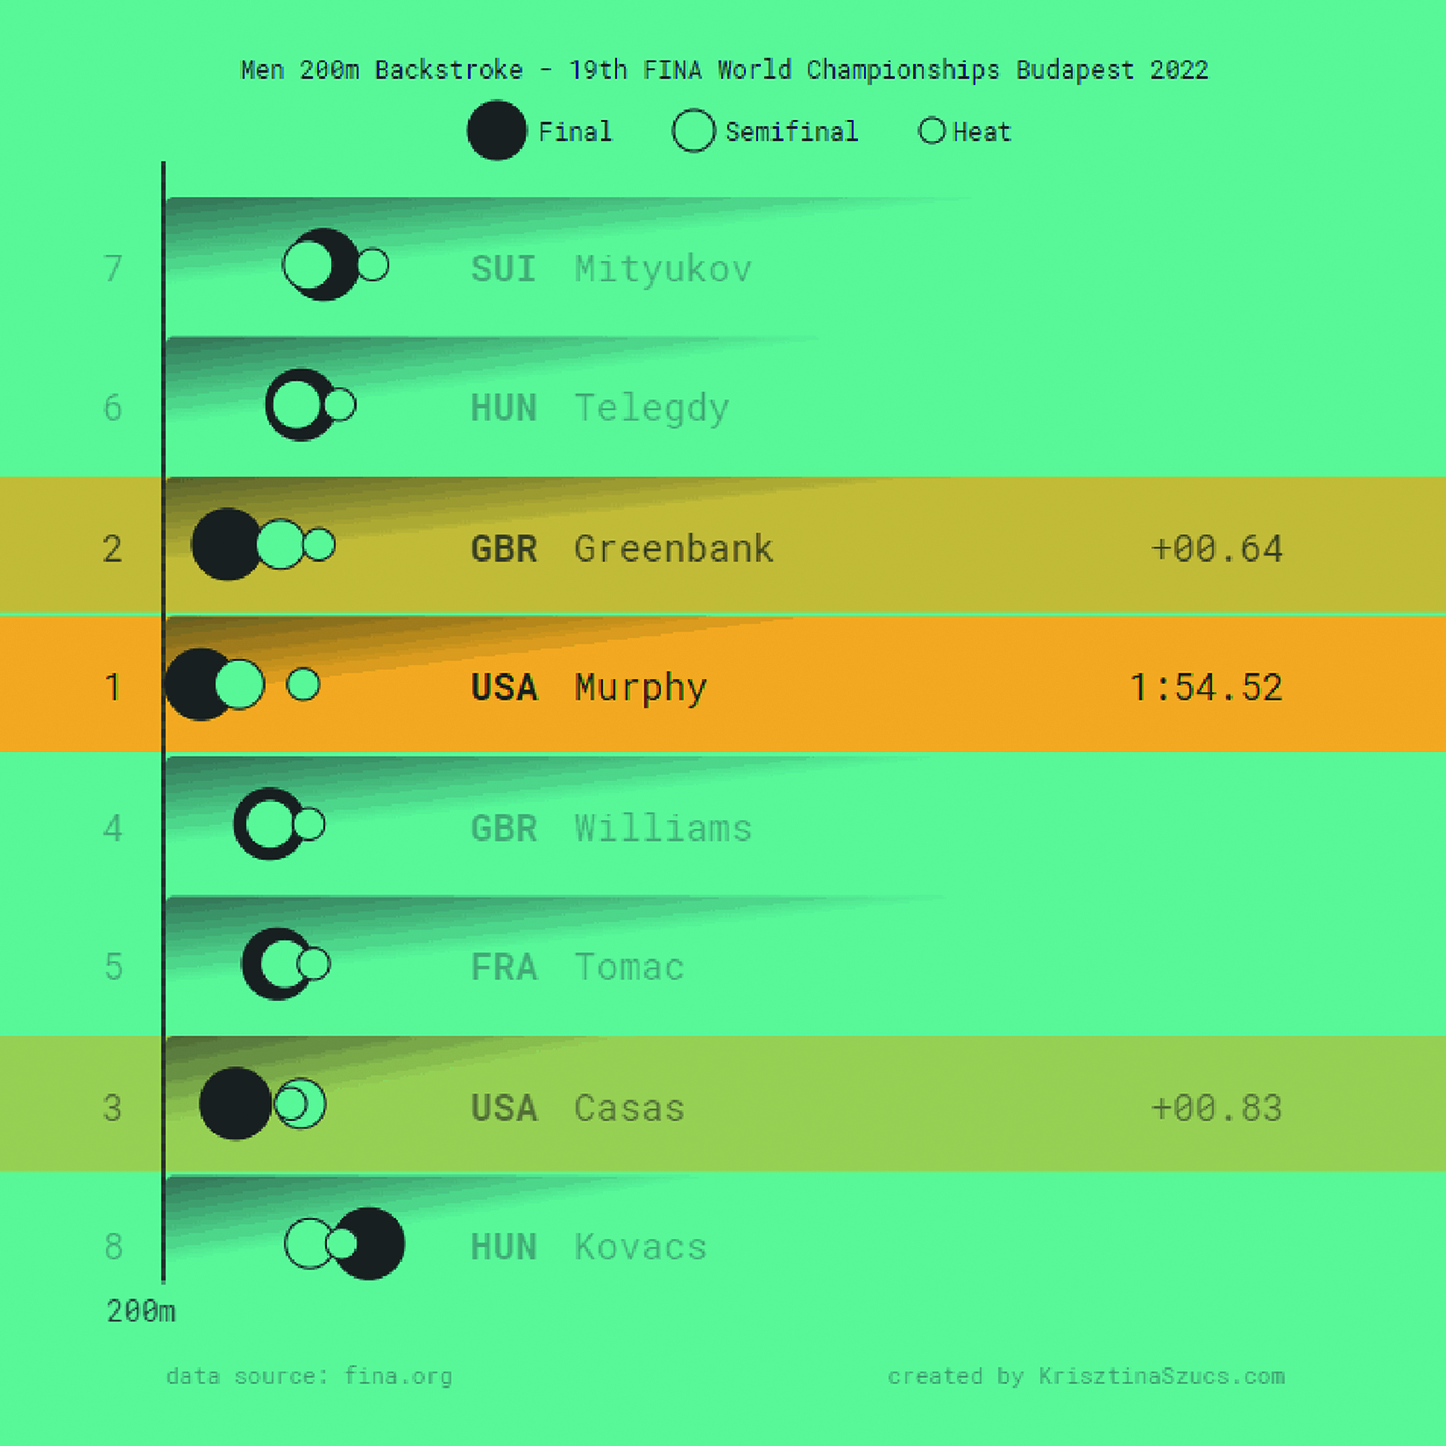 Men 200m Backstroke - 19th FINA World Championships Budapest 2022
Final Semifinal Heat
7 SUI Mityukov
6 HUN Telegdy
2 GBR Greenbank +00.64
1 USA Murphy 1:54.52
4 GBR Williams
5 FRA Tomac
3 USA Casas +00.83
8 HUN Kovacs
200m
data source: fina.org created by KrisztinaSzucs.com